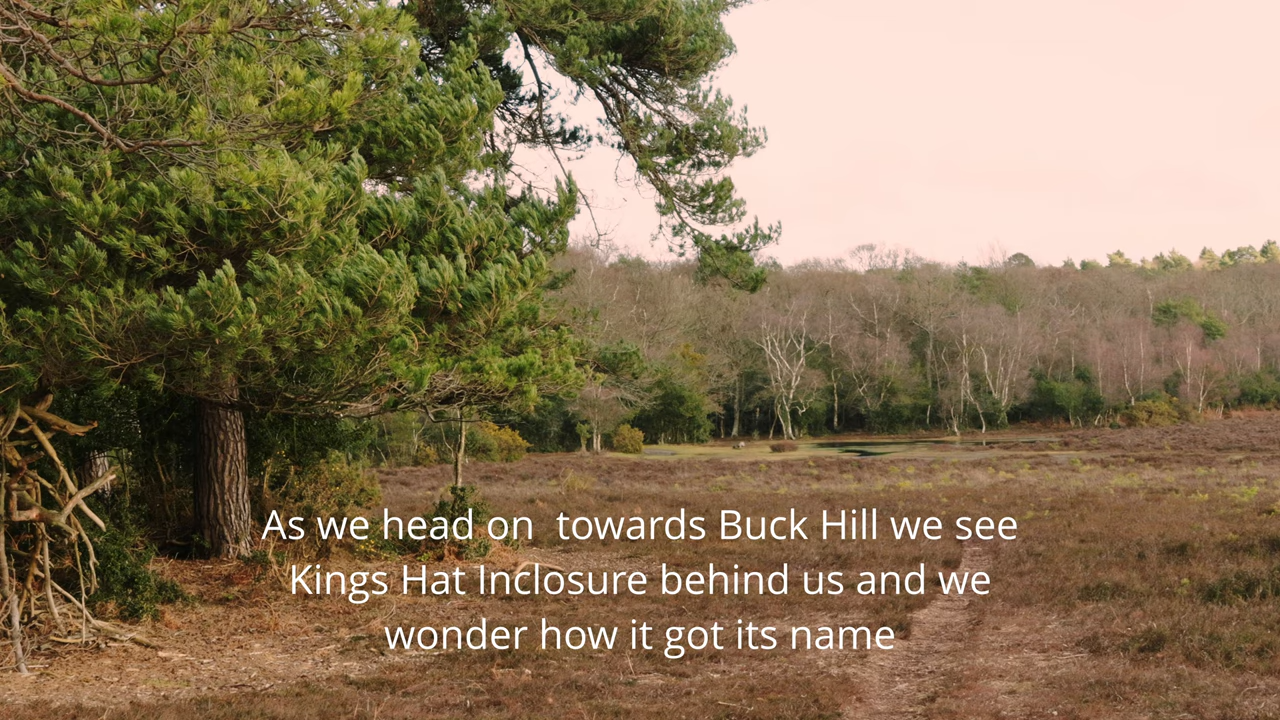 As we head on  towards Buck Hill we see
Kings Hat Inclosure behind us and we
wonder how it got its name